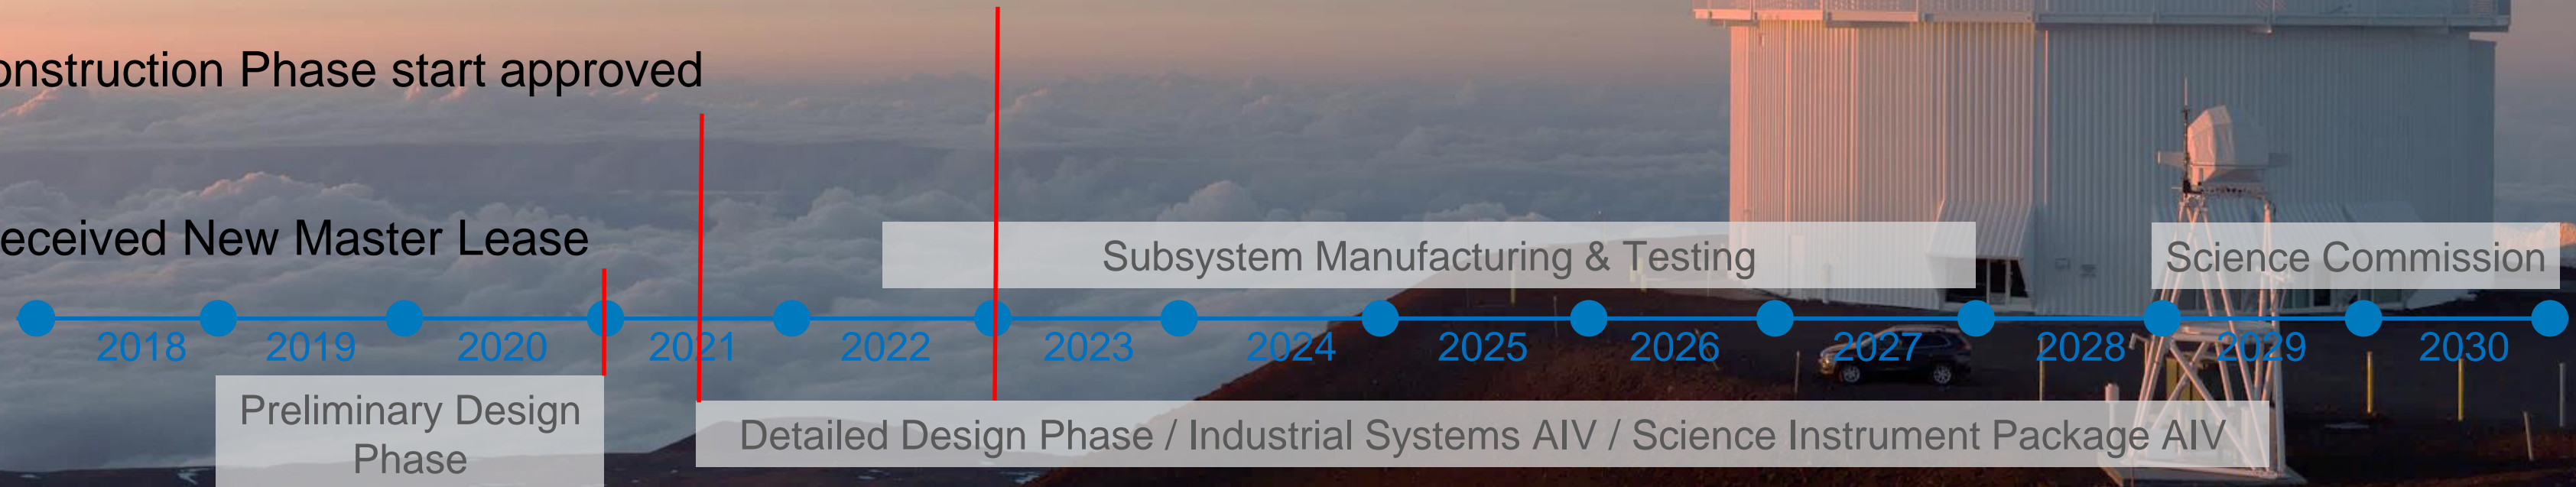 onstruction Phase start approved
eceived New Master Lease
Subsystem Manufacturing & Testing
Science Commission
2018 2019 2020 2021 2022 2023 2024 2025 2026 2027 2028 2029 2030
Preliminary Design
Phase
Detailed Design Phase / Industrial Systems AIV / Science Instrument Package AIV